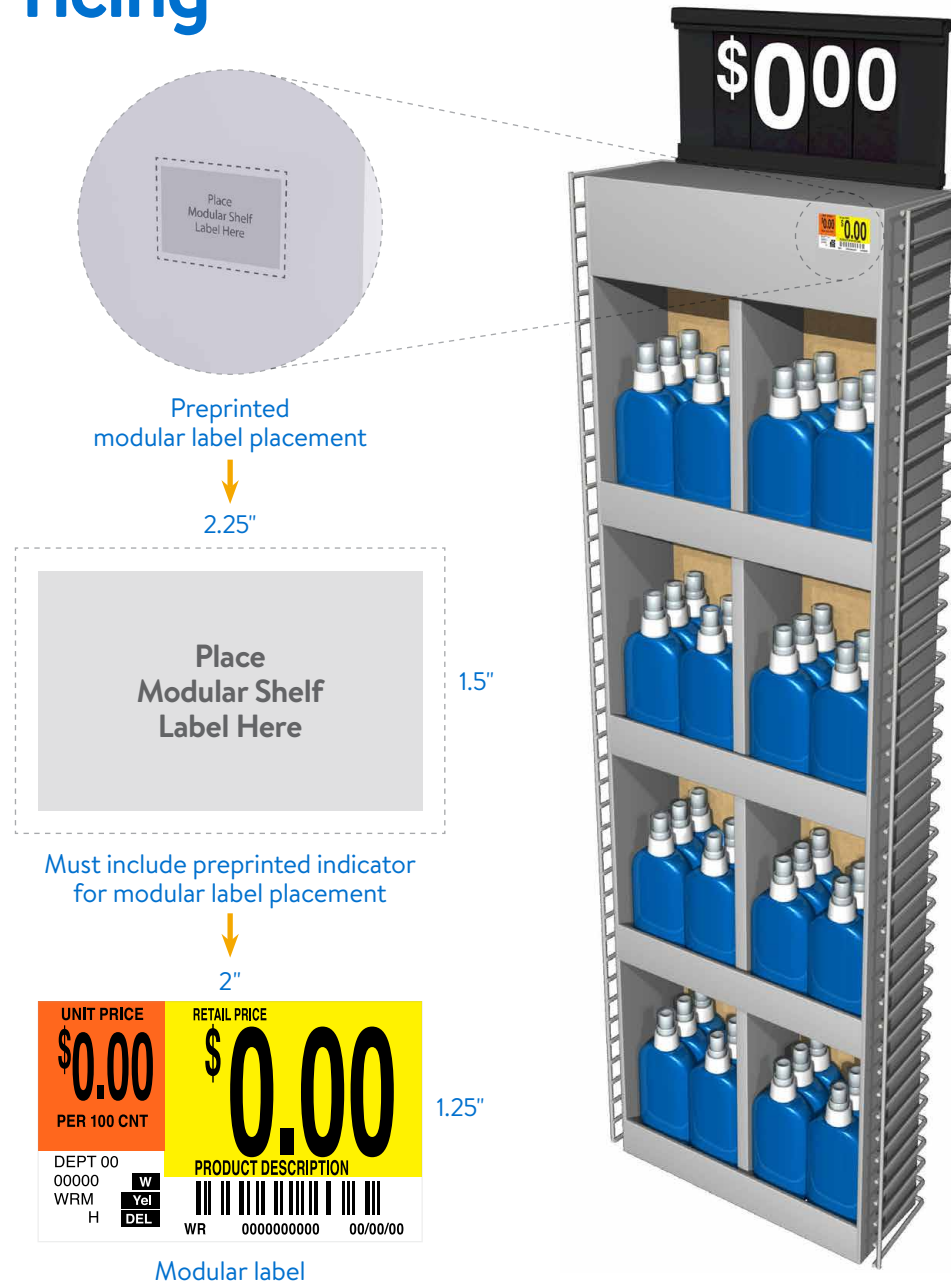 ricing
$000
Place
Modular Shelf
Label Here
$0.00
Preprinted
modular label placement
2.25"
Place
Modular Shelf
Label Here
1.5"
Must include preprinted indicator
for modular label placement
2"
UNIT PRICE
$0.00
PER 100 CNT
RETAIL PRICE
$0.00
PRODUCT DESCRIPTION
DEPT 00
00000 W
WRM Yel
H DEL
WR 0000000000 00/00/00
1.25"
Modular label